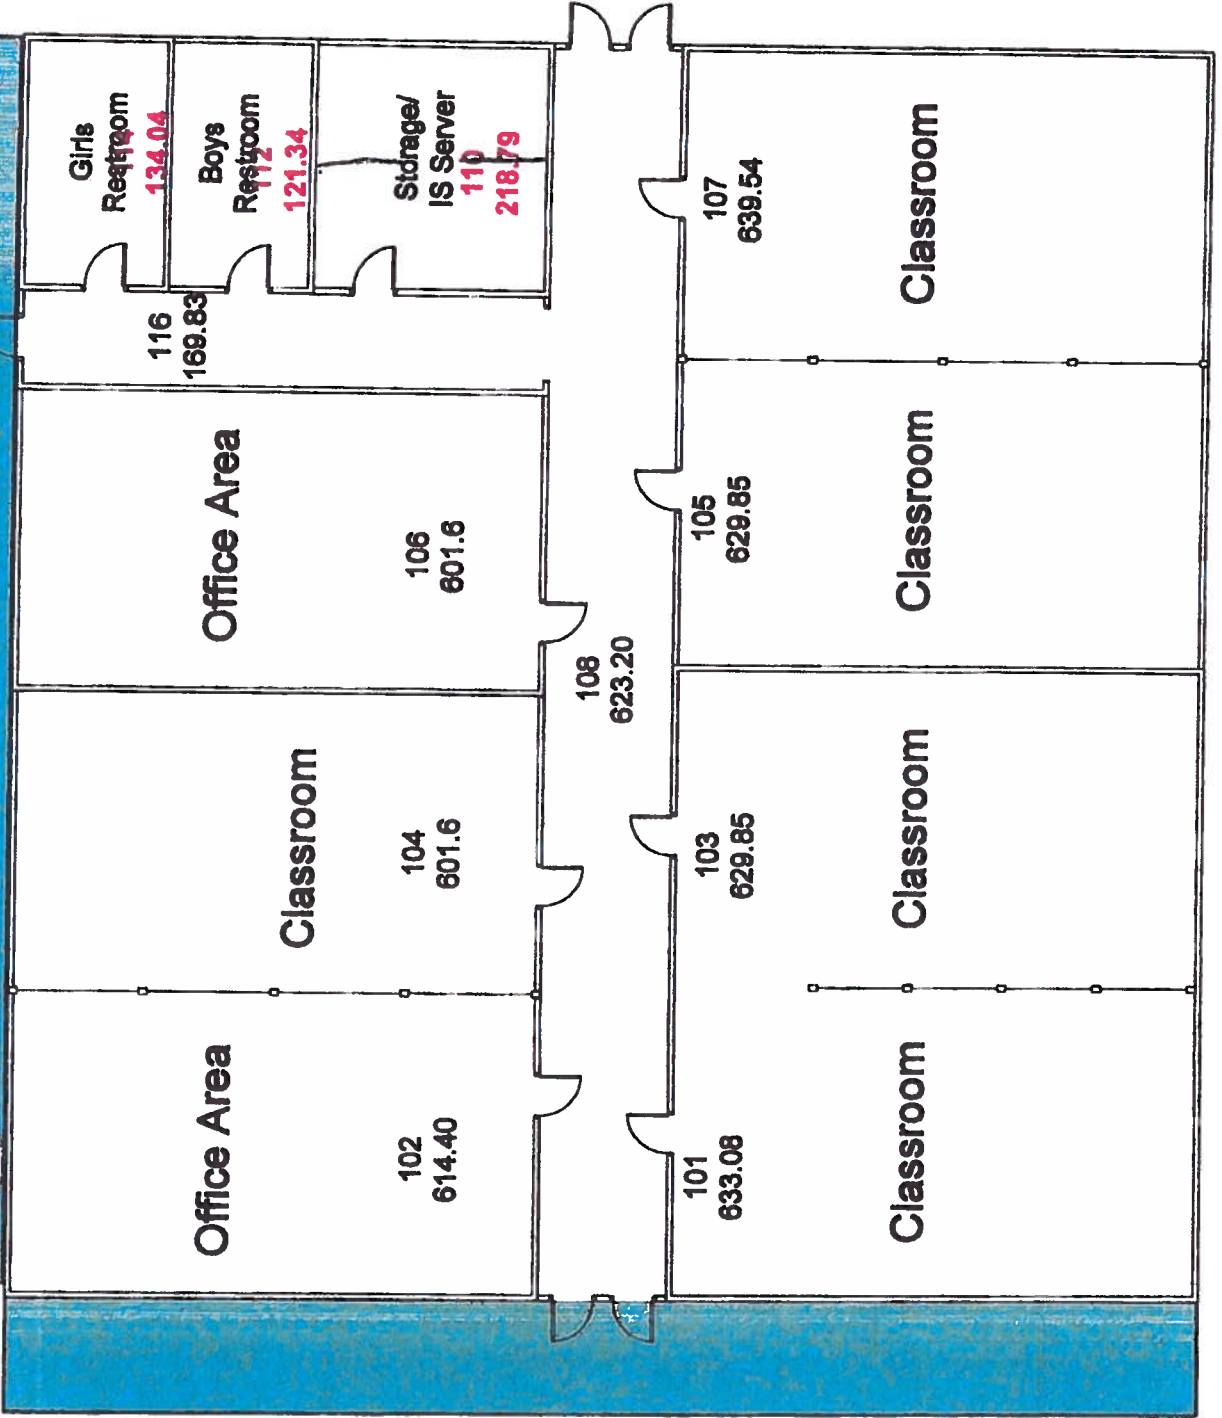 Girls
Restroom
134.04
Boys
Restroom
112
121.34
Storage/
IS Server
110
218.79
116
169.83
Office Area
106
601.6
Classroom
104
601.6
Office Area
102
614.40
108
623.20
107
639.54
Classroom
105
629.85
Classroom
103
629.85
Classroom
101
633.08
Classroom